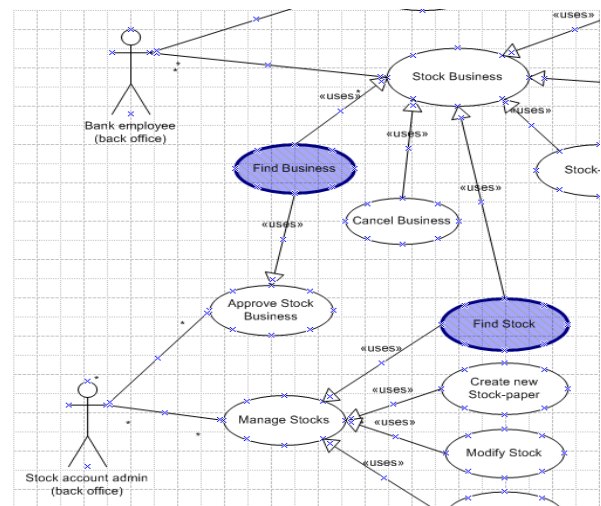 «uses»
Stock Business
«uses»
*
*
*
Bank employee
(back office)
«uses»
«uses»
Find Business
Stock-
«uses»
Cancel Business
«uses»
Approve Stock
Business
*
Find Stock
«uses»
*
Create new
Stock-paper
«uses»
Manage Stocks
*
*
«uses»
Modify Stock
«uses»
Stock account admin
(back office)